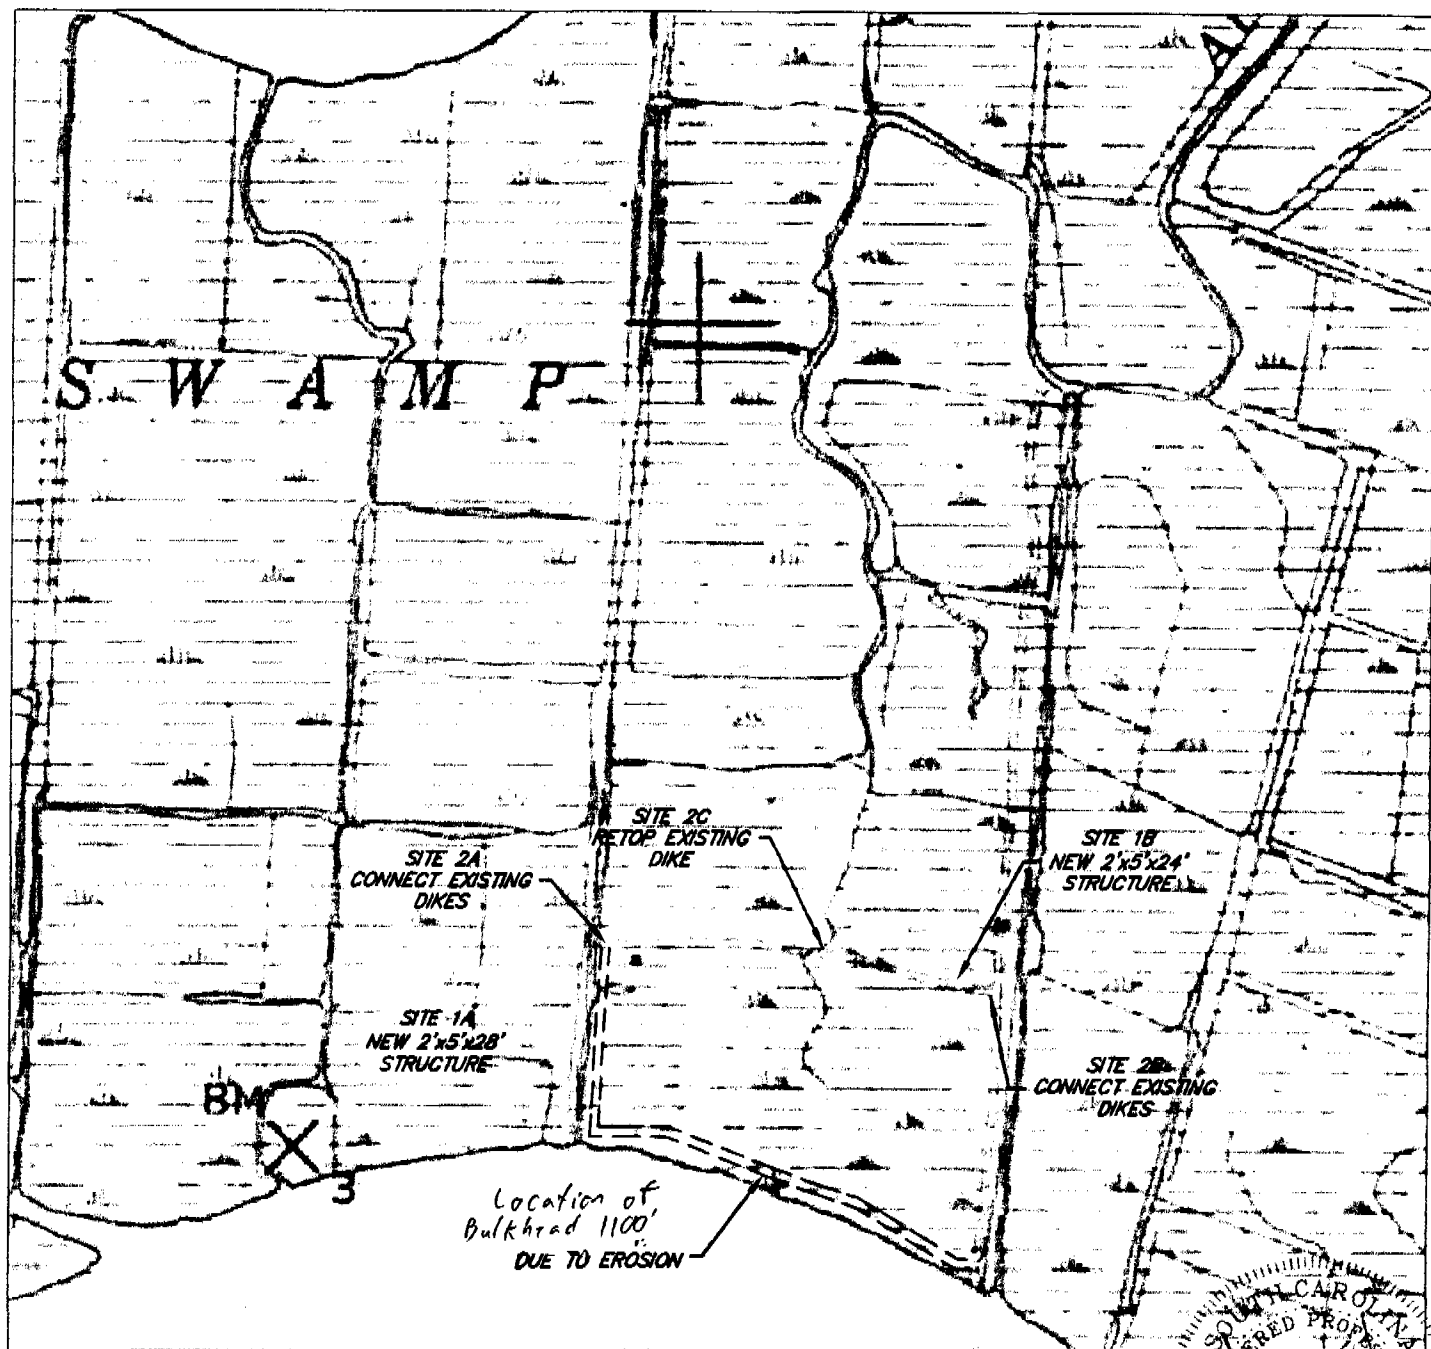 A
S W A M P
SITE 2C
RETOP EXISTING
DIKE
SITE 1B
NEW 2'x5'x24'
STRUCTURE
SITE 2A
CONNECT EXISTING
DIKES
SITE 1A
NEW 2'x5'x28'
STRUCTURE
SITE 2B
CONNECT EXISTING
DIKES
BM
X
3
Location of
Bulkhead 1100'
DUE TO EROSION
SOUTH CAROLINA